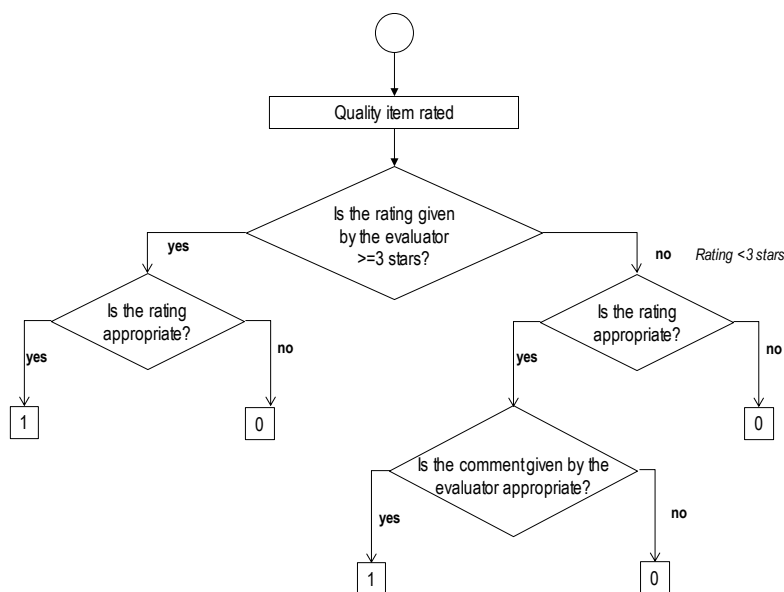 Quality item rated
Is the rating given
by the evaluator
>=3 stars?
yes
no
Rating <3 stars
Is the rating
appropriate?
yes
no
1
0
Is the rating
appropriate?
yes
no
0
Is the comment given by the
evaluator appropriate?
yes
no
1
0